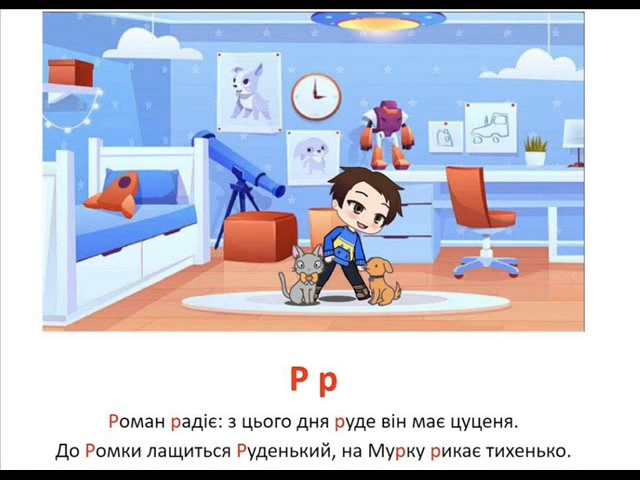 Р р
Роман радіє: з цього дня руде він має цуценя.
До Ромки лащиться Руденький, на Мурку рикає тихенько.